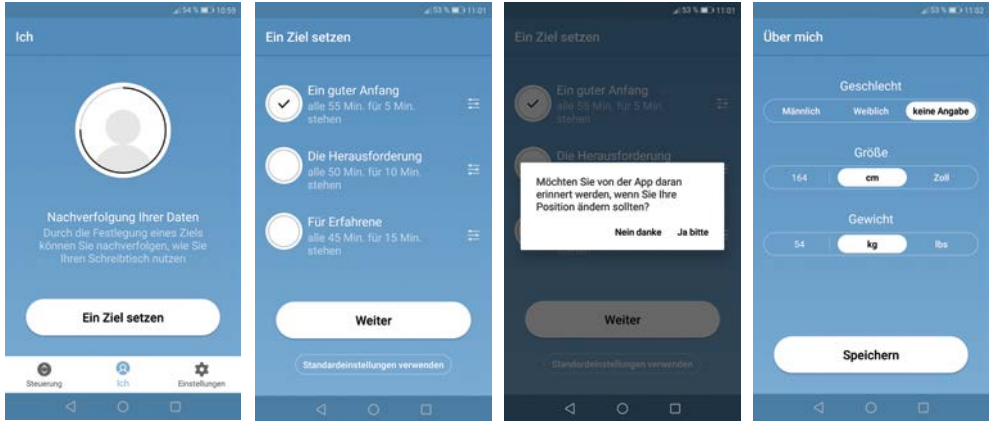 54 % 10:59
Ich
Nachverfolgung Ihrer Daten
Durch die Festlegung eines Ziels
können Sie nachverfolgen, wie Sie
Ihren Schreibtisch nutzen
Ein Ziel setzen
Steuerung
Ich
Einstellungen
53 % 11:01
Ein Ziel setzen
Ein guter Anfang
alle 55 Min. für 5 Min.
stehen
Die Herausforderung
alle 50 Min. für 10 Min.
stehen
Für Erfahrene
alle 45 Min. für 15 Min.
stehen
Weiter
Standardeinstellungen verwenden
53 % 11:01
Ein Ziel setzen
Ein guter Anfang
alle 55 Min. für 5 Min.
stehen
Die Herausforderung
Möchten Sie von der App daran
erinnert werden, wenn Sie Ihre
Position ändern sollten?
Nein danke Ja bitte
Weiter
Standardeinstellungen verwenden
53 % 11:02
Über mich
Geschlecht
Männlich Weiblich keine Angabe
Größe
164 cm Zoll
Gewicht
54 kg lbs
Speichern